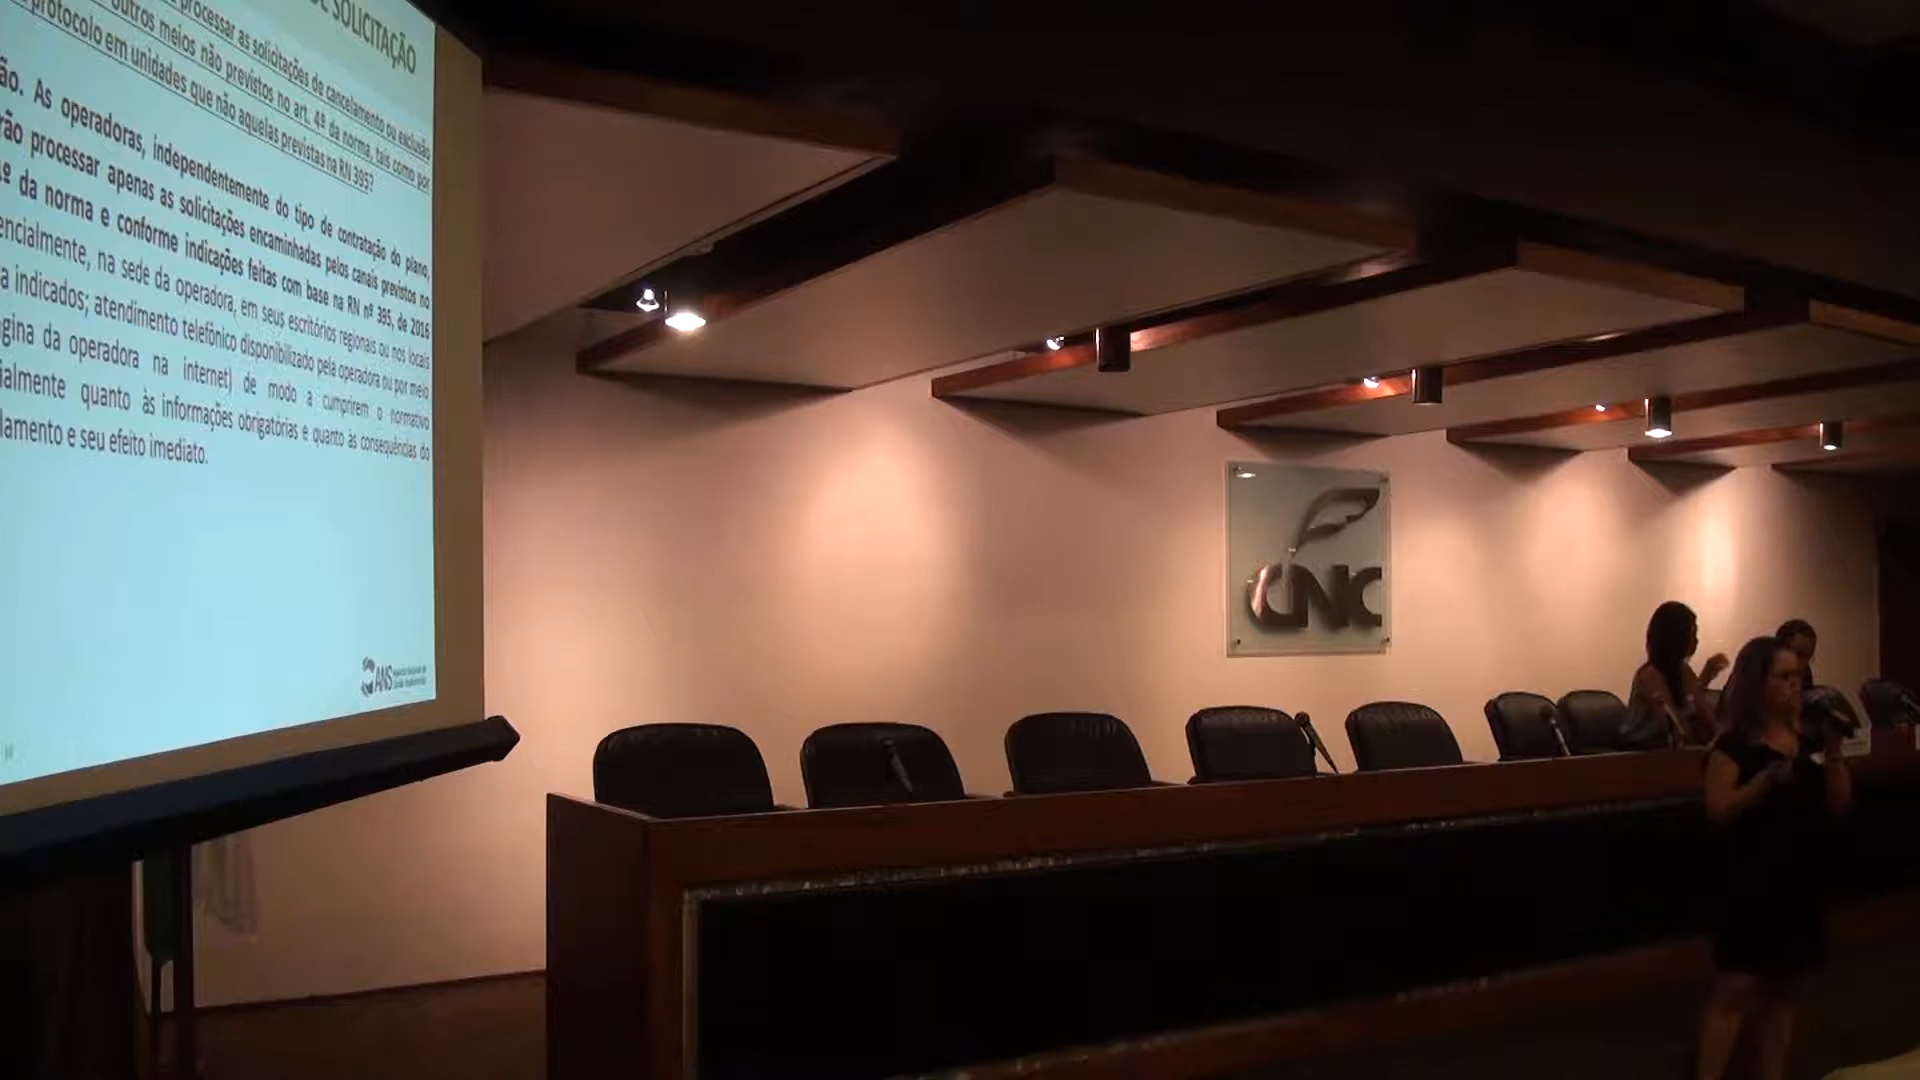 DE SOLICITAÇÃO
processar as solicitações de cancelamento ou exclusão
outros meios não previstos no art. 4º da norma, tais como por
protocolo em unidades que não aquelas previstas na RN 395?
ão. As operadoras, independentemente do tipo de contratação do plano,
rão processar apenas as solicitações encaminhadas pelos canais previstos no
º da norma e conforme indicações feitas com base na RN nº 395, de 2016
encialmente, na sede da operadora, em seus escritórios regionais ou nos locais
a indicados; atendimento telefônico disponibilizado pela operadora ou por meio
gina da operadora na internet) de modo a cumprirem o normativo
ialmente quanto às informações obrigatórias e quanto às consequências do
lamento e seu efeito imediato.
ANS
CNC